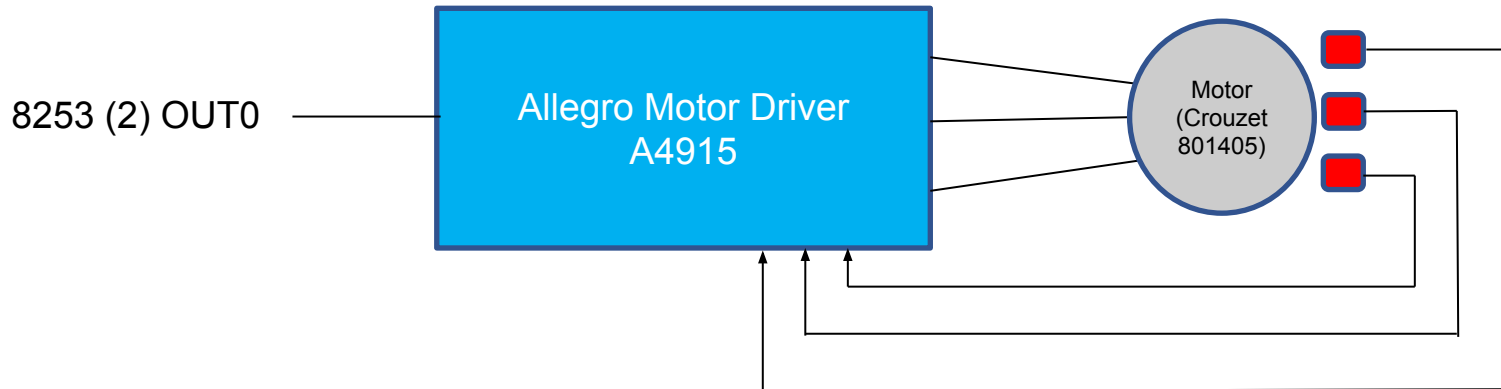 8253 (2) OUT0
Allegro Motor Driver
A4915
Motor
(Crouzet
801405)